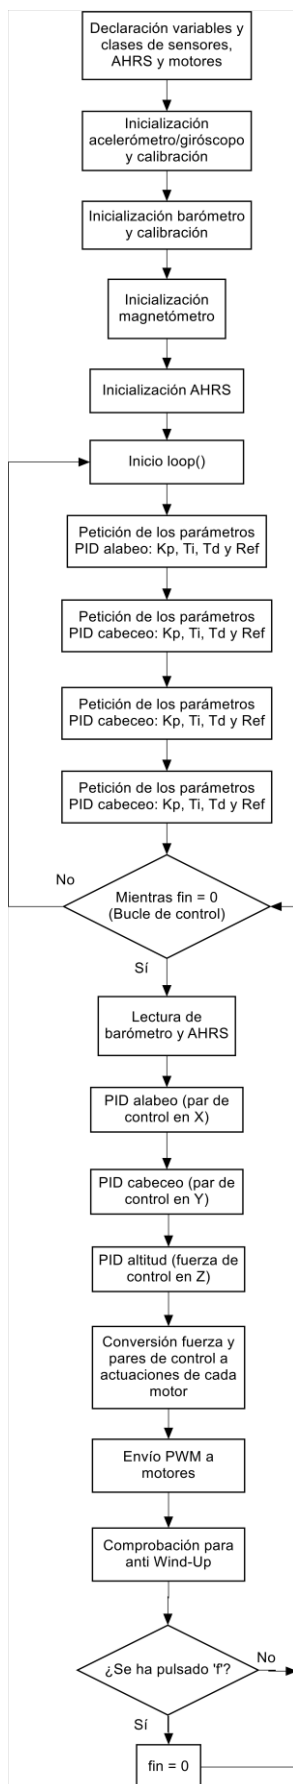 Declaración variables y
clases de sensores,
AHRS y motores
Inicialización
acelerómetro/giróscopo
y calibración
Inicialización barómetro
y calibración
Inicialización
magnetómetro
Inicialización AHRS
Inicio loop()
Petición de los parámetros
PID alabeo: Kp, Ti, Td y Ref
Petición de los parámetros
PID cabeceo: Kp, Ti, Td y Ref
Petición de los parámetros
PID cabeceo: Kp, Ti, Td y Ref
Petición de los parámetros
PID cabeceo: Kp, Ti, Td y Ref
No
Mientras fin = 0
(Bucle de control)
Sí
Lectura de
barómetro y AHRS
PID alabeo (par de
control en X)
PID cabeceo (par de
control en Y)
PID altitud (fuerza de
control en Z)
Conversión fuerza y
pares de control a
actuaciones de cada
motor
Envío PWM a
motores
Comprobación para
anti Wind-Up
¿Se ha pulsado 'f'?
No
Sí
fin = 0